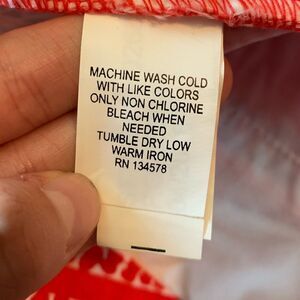 MACHINE WASH COLD
WITH LIKE COLORS
ONLY NON CHLORINE
BLEACH WHEN
NEEDED
TUMBLE DRY LOW
WARM IRON
RN 134578